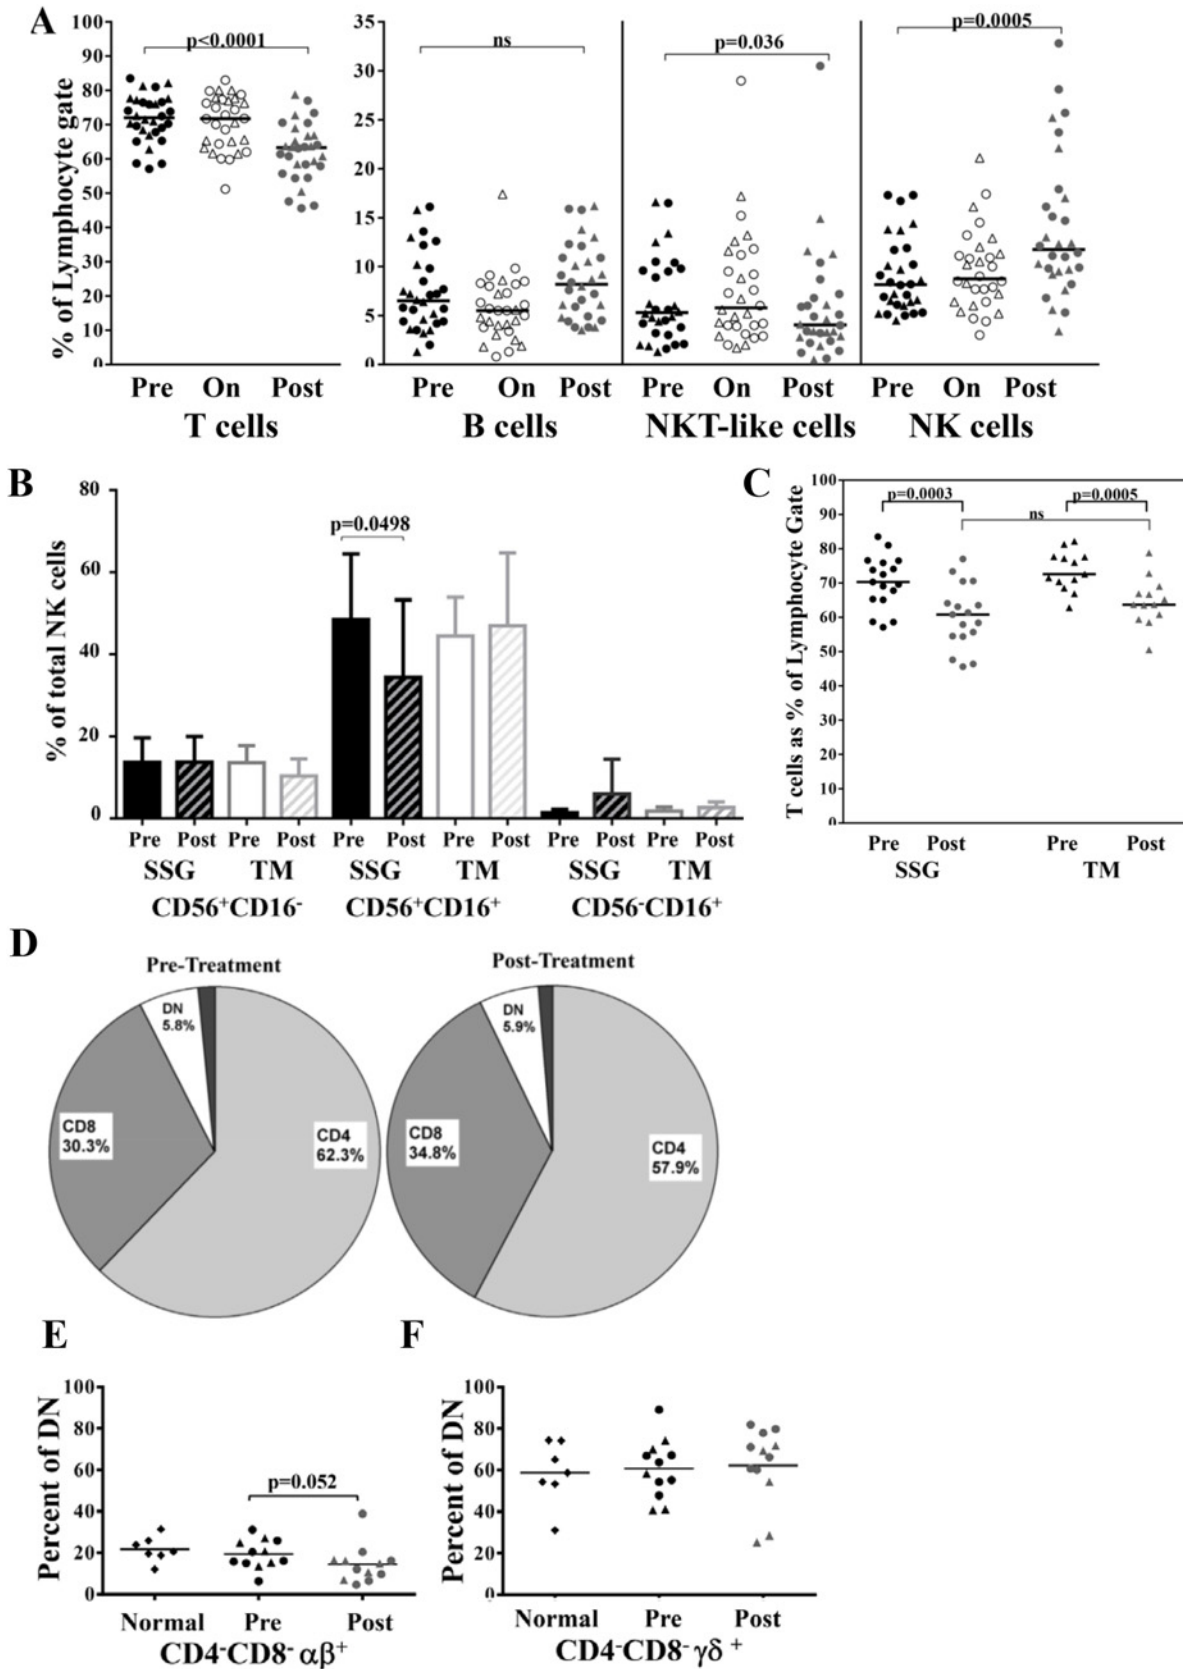 A
% of Lymphocyte gate
100
90
80
70
60
50
40
30
20
10
0
p<0.0001
Pre On Post
T cells
35
30
25
20
15
10
5
0
ns
Pre On Post
B cells
p=0.036
Pre On Post
NKT-like cells
p=0.0005
Pre On Post
NK cells
B
% of total NK cells
80
60
40
20
0
p=0.0498
Pre Post Pre Post Pre Post Pre Post Pre Post Pre Post
SSG TM SSG TM SSG TM
CD56⁺CD16⁻ CD56⁺CD16⁺ CD56⁻CD16⁺
C
T cells as % of Lymphocyte Gate
100
90
80
70
60
50
40
30
20
10
0
p=0.0003
p=0.0005
ns
Pre Post Pre Post
SSG TM
D
Pre-Treatment
DN
5.8%
CD8
30.3%
CD4
62.3%
Post-Treatment
DN
5.9%
CD8
34.8%
CD4
57.9%
E
Percent of DN
100
80
60
40
20
0
p=0.052
Normal Pre Post
CD4⁻CD8⁻ αβ⁺
F
Percent of DN
100
80
60
40
20
0
Normal Pre Post
CD4⁻CD8⁻ γδ ⁺